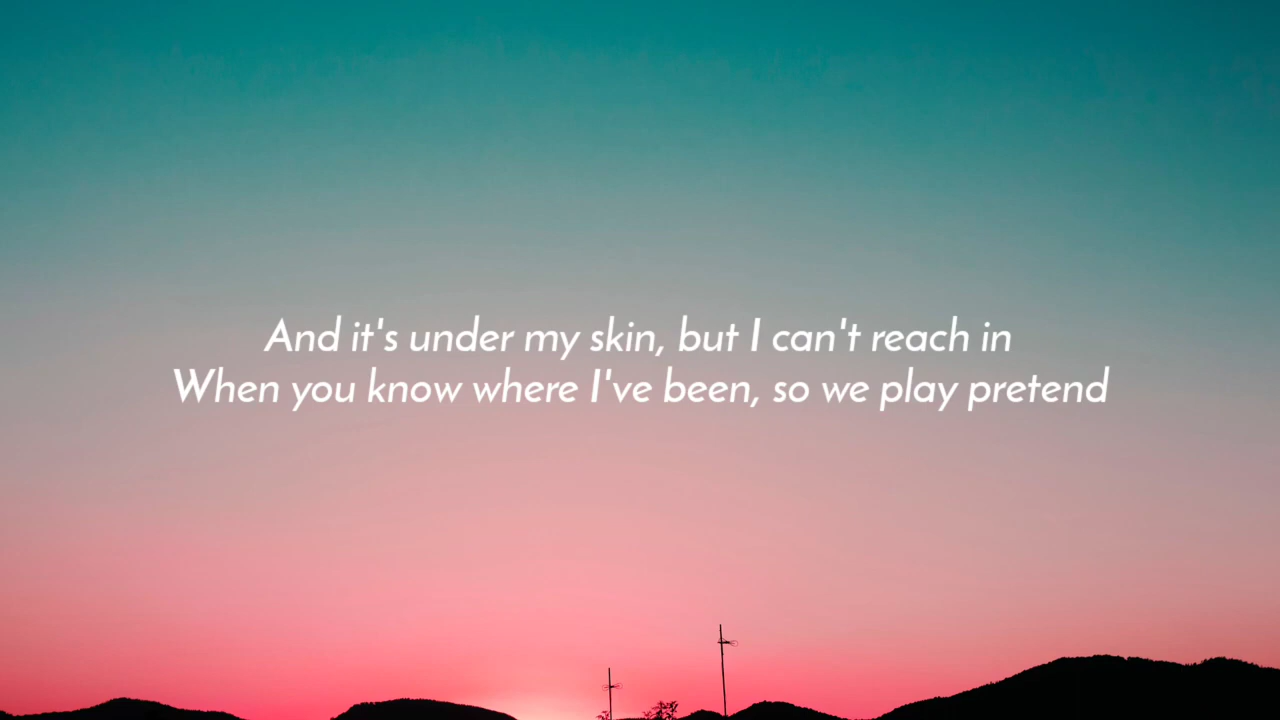 And it's under my skin, but I can't reach in
When you know where I've been, so we play pretend